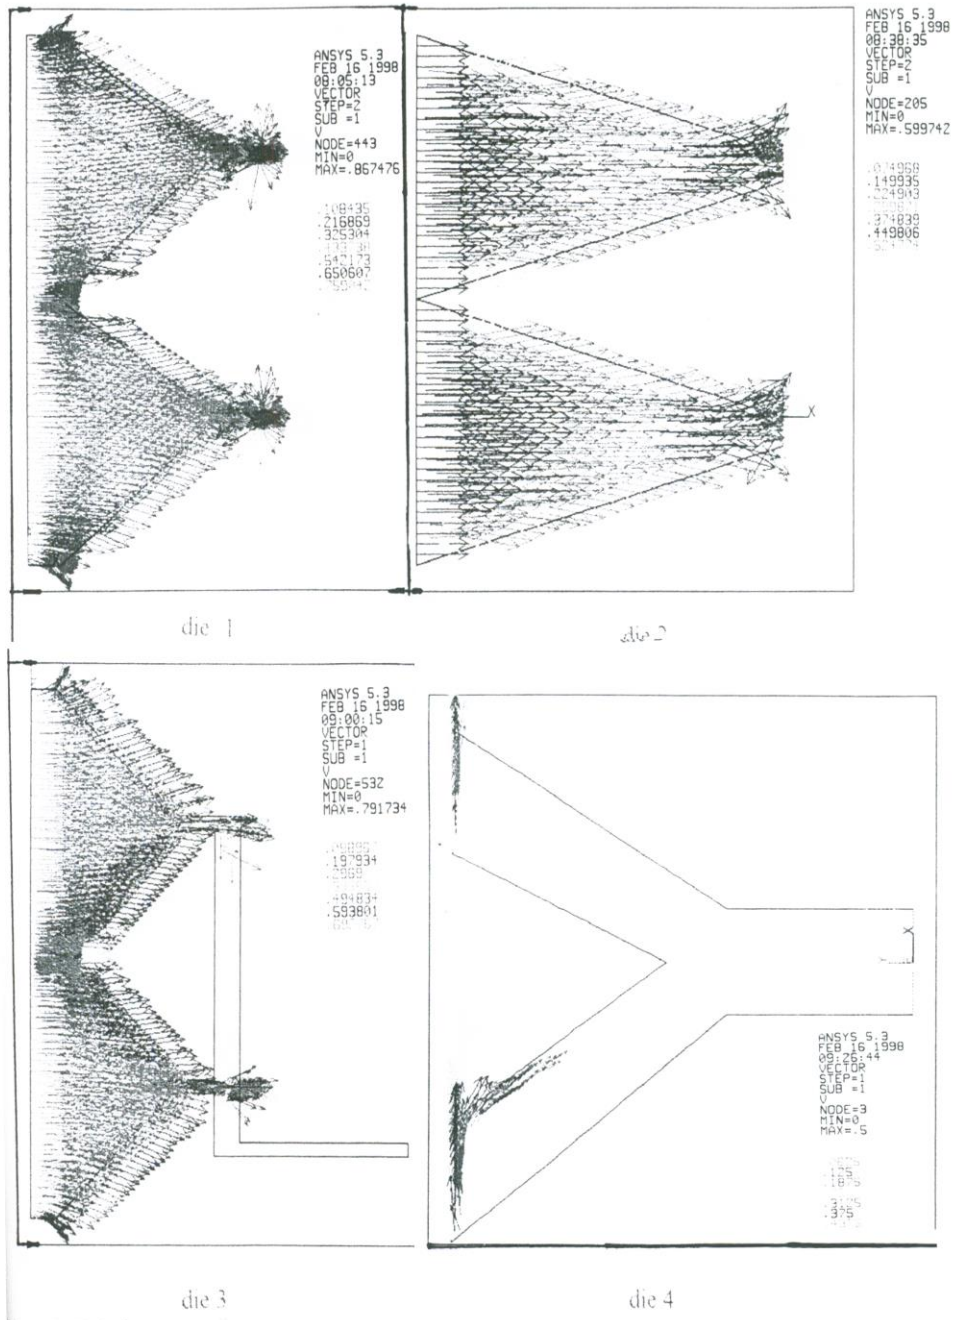 ANSYS 5.3
FEB 16 1998
08:05:13
VECTOR
STEP=2
SUB =1
V
NODE=443
MIN=0
MAX=.867476
.108435
.216869
.325304
.542173
.650607
ANSYS 5.3
FEB 16 1998
08:38:35
VECTOR
STEP=2
SUB =1
V
NODE=205
MIN=0
MAX=.599742
.074968
.149935
.224903
.374839
.449806
X
die 1
die 2
ANSYS 5.3
FEB 16 1998
09:00:15
VECTOR
STEP=1
SUB =1
V
NODE=532
MIN=0
MAX=.791734
.197934
.2969
.494834
.593801
X
ANSYS 5.3
FEB 16 1998
09:26:44
VECTOR
STEP=1
SUB =1
V
NODE=3
MIN=0
MAX=.5
.125
.1875
.3125
.375
die 3
die 4